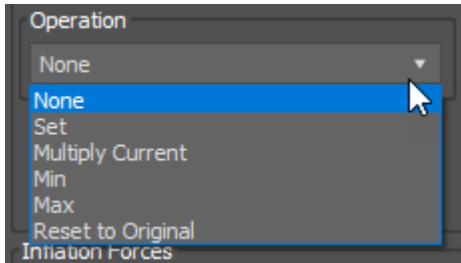 Operation
None
None
Set
Multiply Current
Min
Max
Reset to Original
Inflation Forces